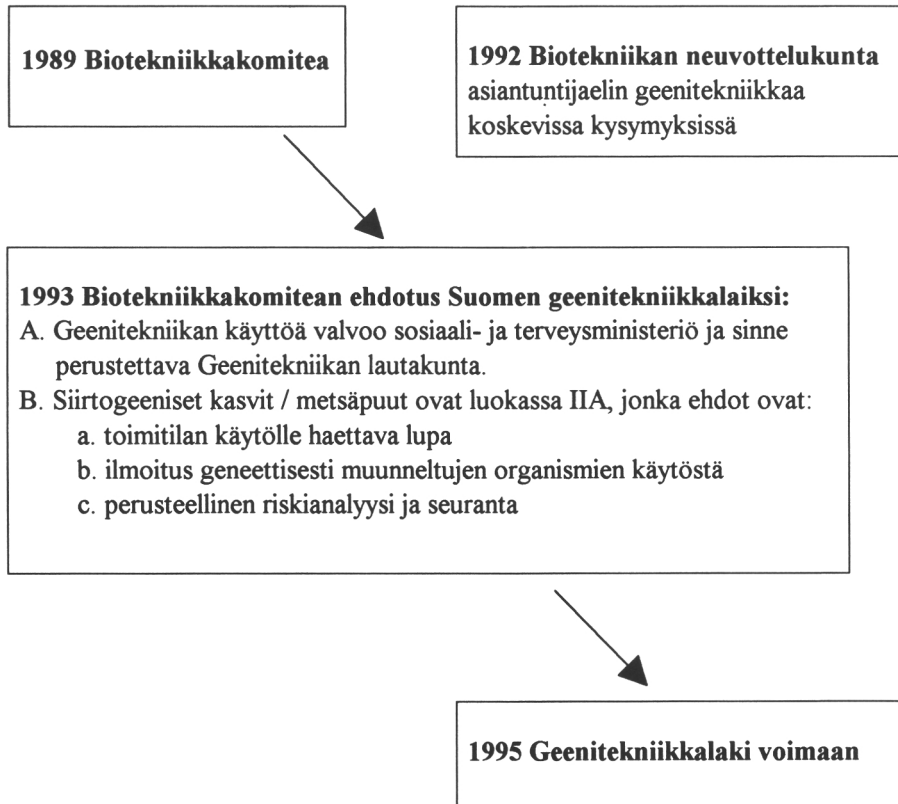 1989 Biotekniikkakomitea
1992 Biotekniikan neuvottelukunta
asiantuntijaelin geenitekniikkaa
koskevissa kysymyksissä
1993 Biotekniikkakomitean ehdotus Suomen geenitekniikkalaiksi:
A. Geenitekniikan käyttöä valvoo sosiaali- ja terveysministeriö ja sinne
perustettava Geenitekniikan lautakunta.
B. Siirtogeeniset kasvit / metsäpuut ovat luokassa IIA, jonka ehdot ovat:
a. toimitilan käytölle haettava lupa
b. ilmoitus geneettisesti muunneltujen organismien käytöstä
c. perusteellinen riskianalyysi ja seuranta
1995 Geenitekniikkalaki voimaan